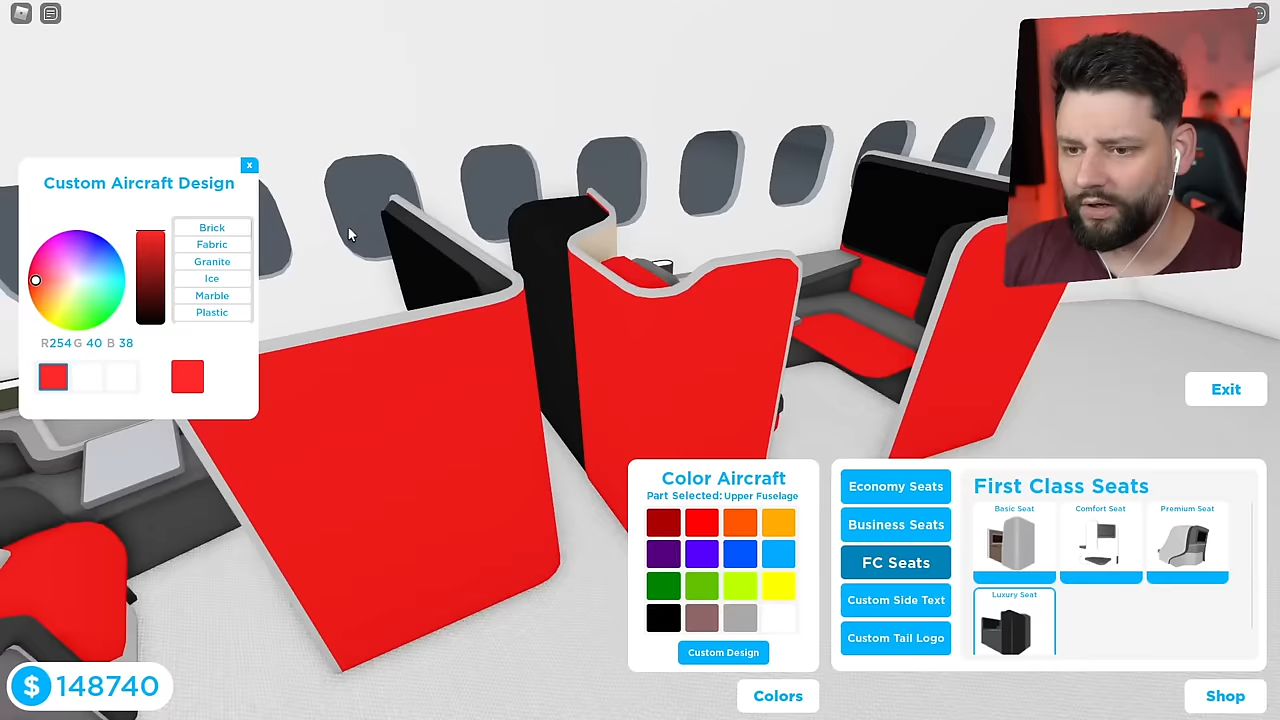 x
Custom Aircraft Design
Brick
Fabric
Granite
Ice
Marble
Plastic
R254 G 40 B 38
Exit
Color Aircraft
Part Selected: Upper Fuselage
Custom Design
Economy Seats
Business Seats
FC Seats
Custom Side Text
Custom Tail Logo
First Class Seats
Basic Seat
Comfort Seat
Premium Seat
Luxury Seat
$ 148740
Colors
Shop